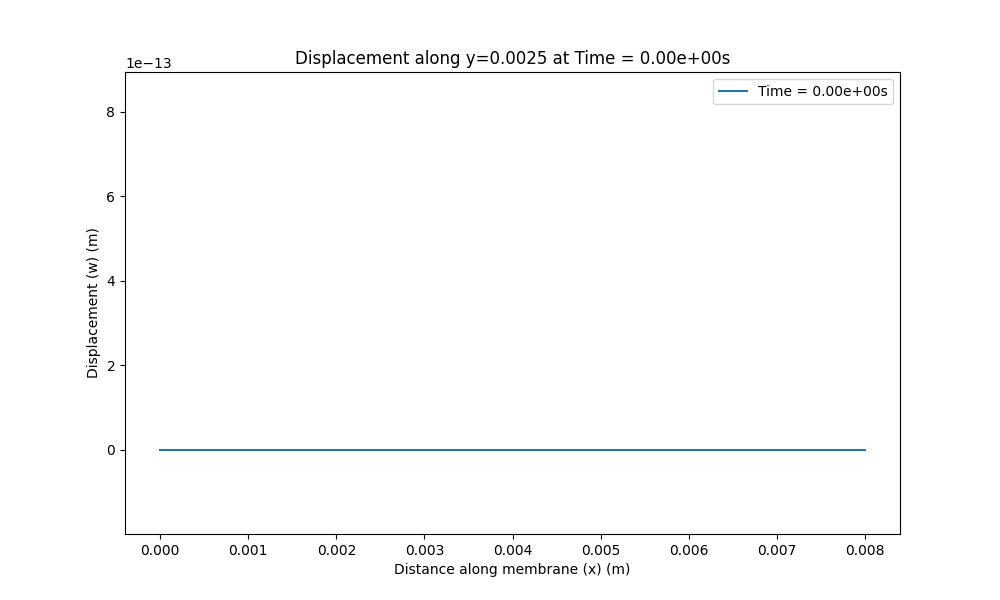 Displacement along y=0.0025 at Time = 0.00e+00s
1e−13
Time = 0.00e+00s
8
6
4
2
0
Displacement (w) (m)
0.000 0.001 0.002 0.003 0.004 0.005 0.006 0.007 0.008
Distance along membrane (x) (m)